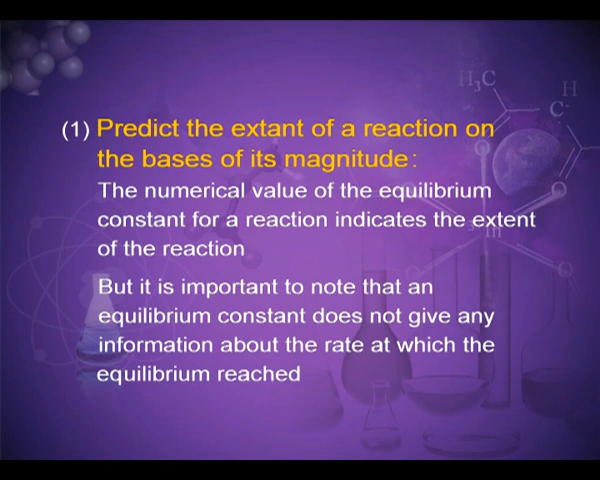 (1) Predict the extant of a reaction on
the bases of its magnitude:
The numerical value of the equilibrium
constant for a reaction indicates the extent
of the reaction
But it is important to note that an
equilibrium constant does not give any
information about the rate at which the
equilibrium reached
H₃C
H
C